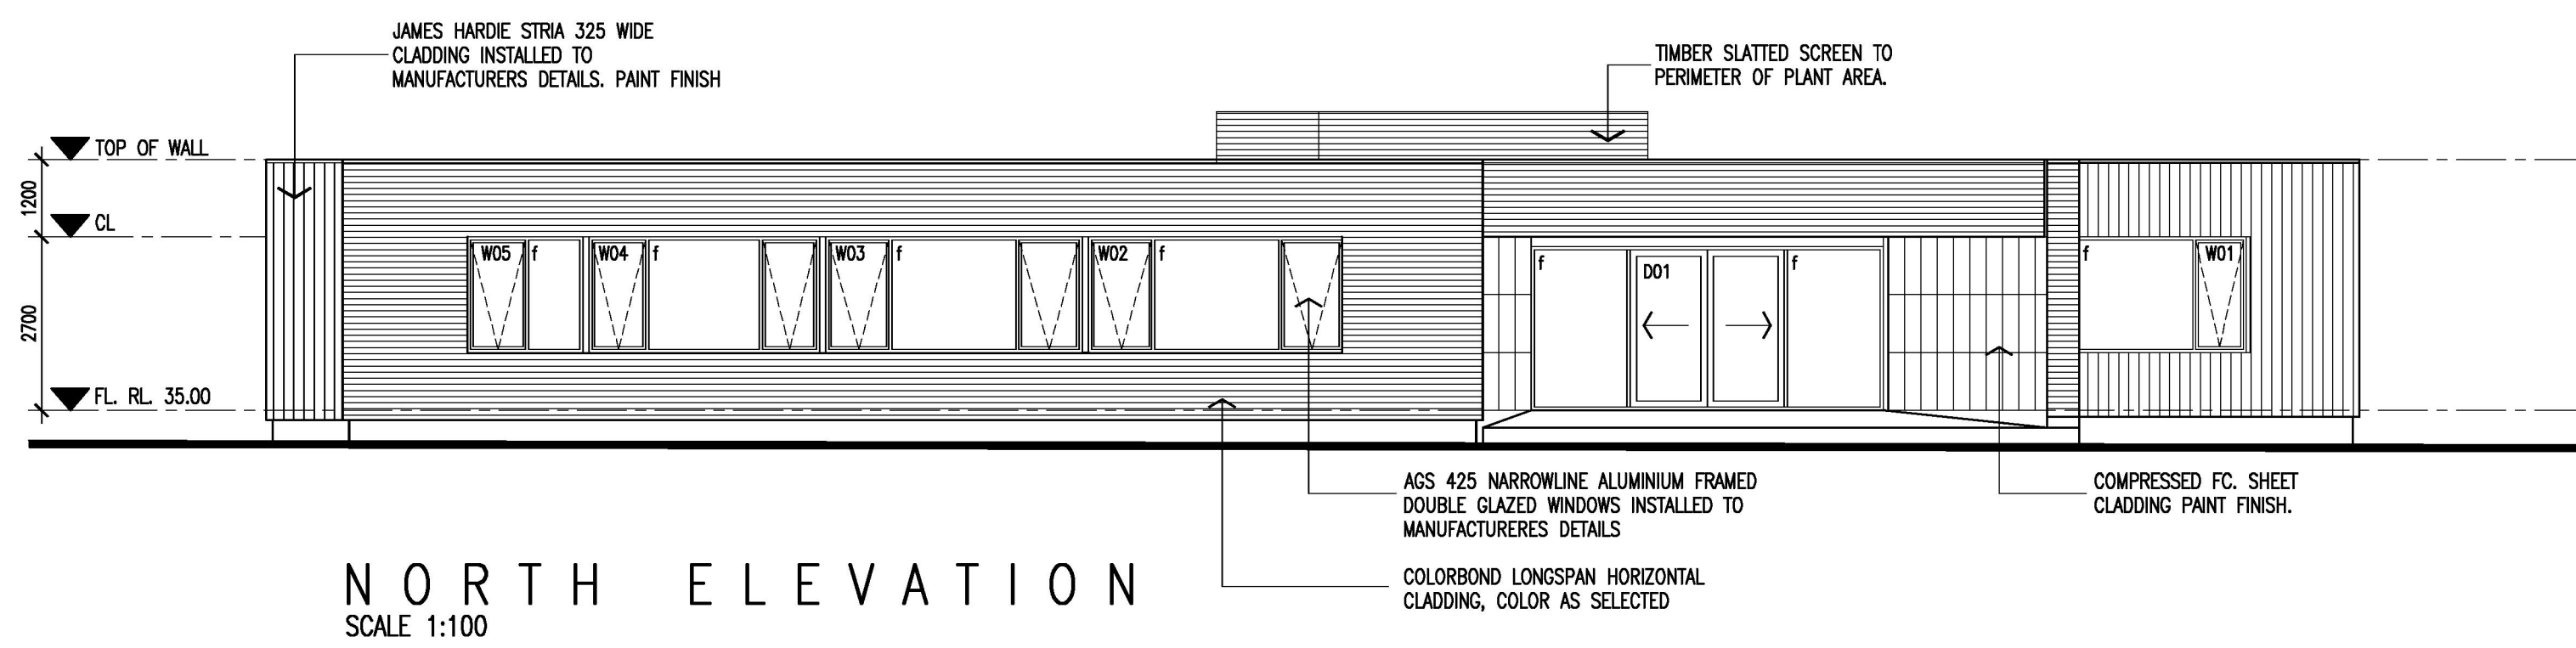 JAMES HARDIE STRIA 325 WIDE
CLADDING INSTALLED TO
MANUFACTURERS DETAILS. PAINT FINISH
TIMBER SLATTED SCREEN TO
PERIMETER OF PLANT AREA.
TOP OF WALL
1200
CL
2700
FL. RL. 35.00
W05 f
W04 f
W03 f
W02 f
f
D01
f
f
W01
AGS 425 NARROWLINE ALUMINIUM FRAMED
DOUBLE GLAZED WINDOWS INSTALLED TO
MANUFACTURERES DETAILS
COMPRESSED FC. SHEET
CLADDING PAINT FINISH.
COLORBOND LONGSPAN HORIZONTAL
CLADDING, COLOR AS SELECTED
NORTH ELEVATION
SCALE 1:100